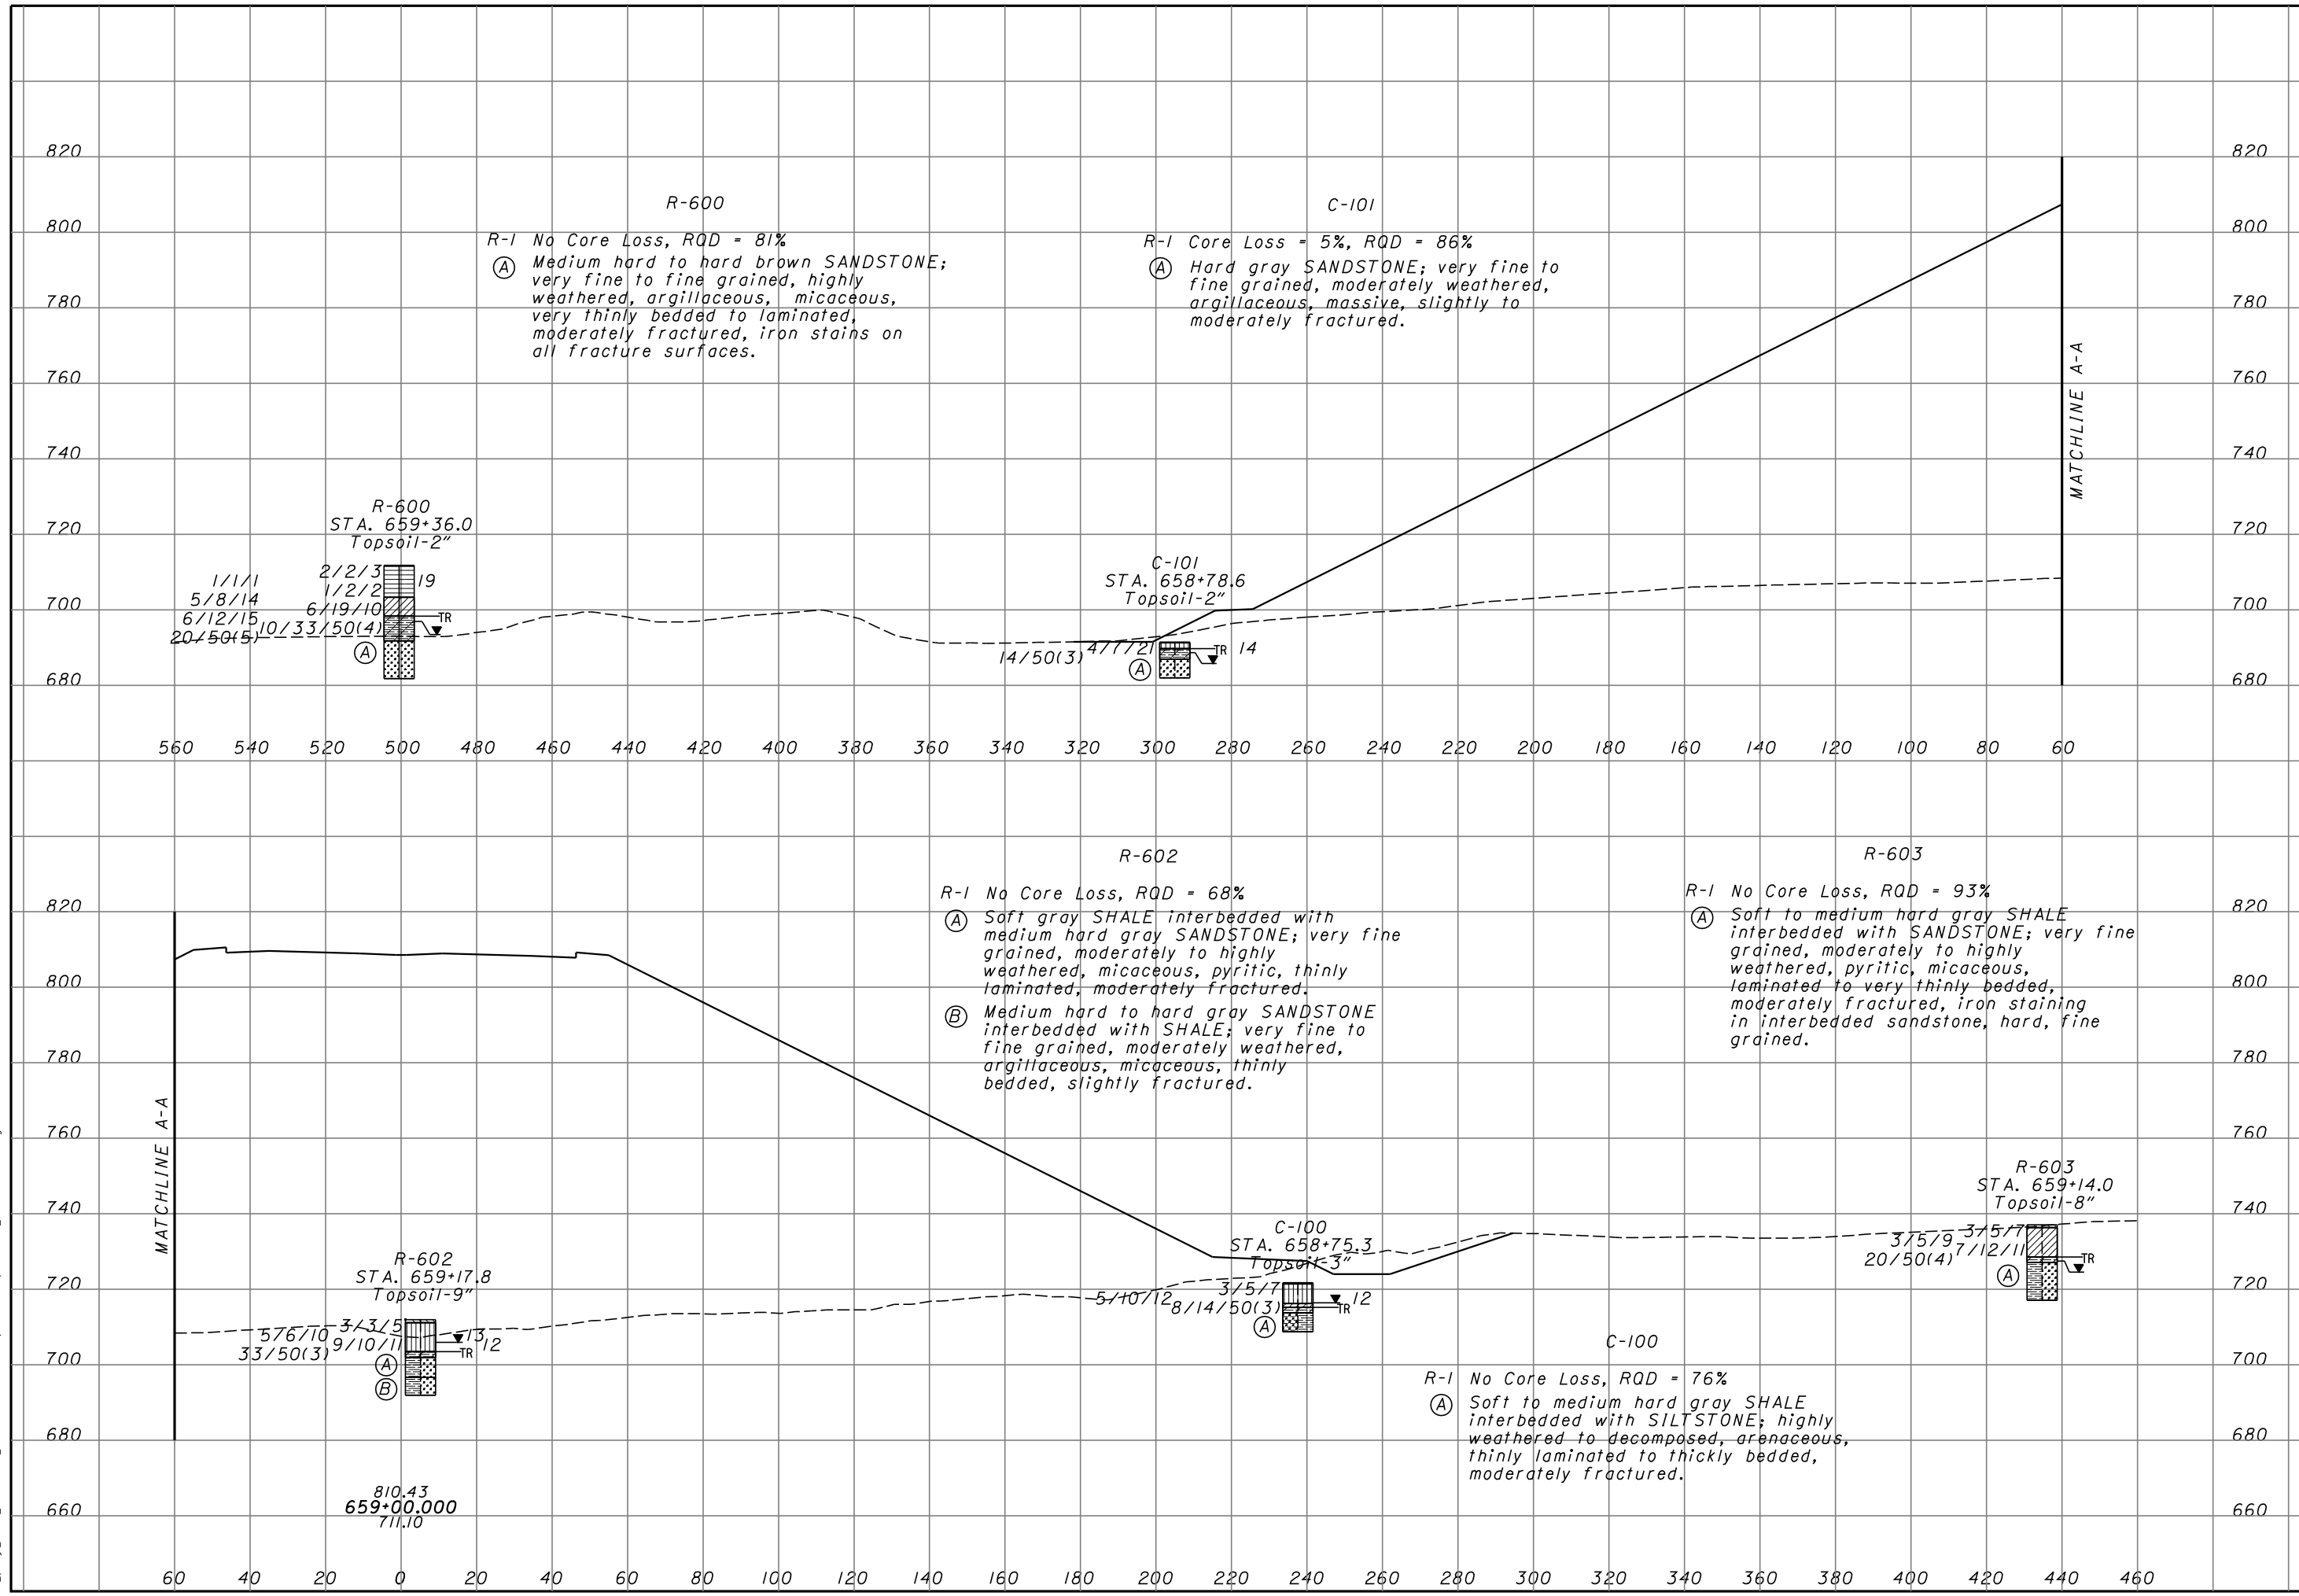 820 820
R-600
C-101
800 800
R-1 No Core Loss, RQD = 81%
Ⓐ Medium hard to hard brown SANDSTONE;
very fine to fine grained, highly
weathered, argillaceous, micaceous,
very thinly bedded to laminated,
moderately fractured, iron stains on
all fracture surfaces.
R-1 Core Loss = 5%, RQD = 86%
Ⓐ Hard gray SANDSTONE; very fine to
fine grained, moderately weathered,
argillaceous, massive, slightly to
moderately fractured.
780 780
760 760
MATCHLINE A-A
740 740
720 720
R-600
STA. 659+36.0
Topsoil-2"
1/1/1
5/8/14
6/12/15
20/50(5)
2/2/3
1/2/2
6/19/10
10/33/50(4)
19
TR
Ⓐ
C-101
STA. 658+78.6
Topsoil-2"
14/50(3)
4/7/21
TR 14
Ⓐ
700 700
680 680
560 540 520 500 480 460 440 420 400 380 360 340 320 300 280 260 240 220 200 180 160 140 120 100 80 60
R-602
R-1 No Core Loss, RQD = 68%
Ⓐ Soft gray SHALE interbedded with
medium hard gray SANDSTONE; very fine
grained, moderately to highly
weathered, micaceous, pyritic, thinly
laminated, moderately fractured.
Ⓑ Medium hard to hard gray SANDSTONE
interbedded with SHALE; very fine to
fine grained, moderately weathered,
argillaceous, micaceous, thinly
bedded, slightly fractured.
R-603
R-1 No Core Loss, RQD = 93%
Ⓐ Soft to medium hard gray SHALE
interbedded with SANDSTONE; very fine
grained, moderately to highly
weathered, pyritic, micaceous,
laminated to very thinly bedded,
moderately fractured, iron staining
in interbedded sandstone, hard, fine
grained.
820 820
800 800
780 780
760 760
MATCHLINE A-A
740 740
720 720
R-602
STA. 659+17.8
Topsoil-9"
5/6/10
33/50(3)
3/3/5
9/10/11
13
12
TR
Ⓐ
Ⓑ
C-100
STA. 658+75.3
Topsoil-3"
5/10/12
3/5/7
8/14/50(3)
12
TR
Ⓐ
R-603
STA. 659+14.0
Topsoil-8"
3/5/9
20/50(4)
3/5/7
7/12/11
TR
Ⓐ
700 700
C-100
R-1 No Core Loss, RQD = 76%
Ⓐ Soft to medium hard gray SHALE
interbedded with SILTSTONE; highly
weathered to decomposed, arenaceous,
thinly laminated to thickly bedded,
moderately fractured.
680 680
810.43
659+00.000
711.10
660 660
60 40 20 0 20 40 60 80 100 120 140 160 180 200 220 240 260 280 300 320 340 360 380 400 420 440 460